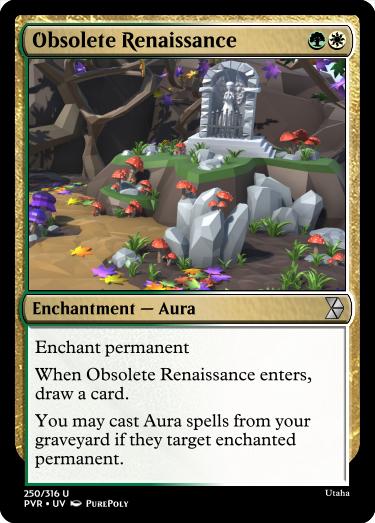 Obsolete Renaissance
Enchantment — Aura
Enchant permanent
When Obsolete Renaissance enters,
draw a card.
You may cast Aura spells from your
graveyard if they target enchanted
permanent.
250/316 U
Utaha
PVR • UV PurePoly